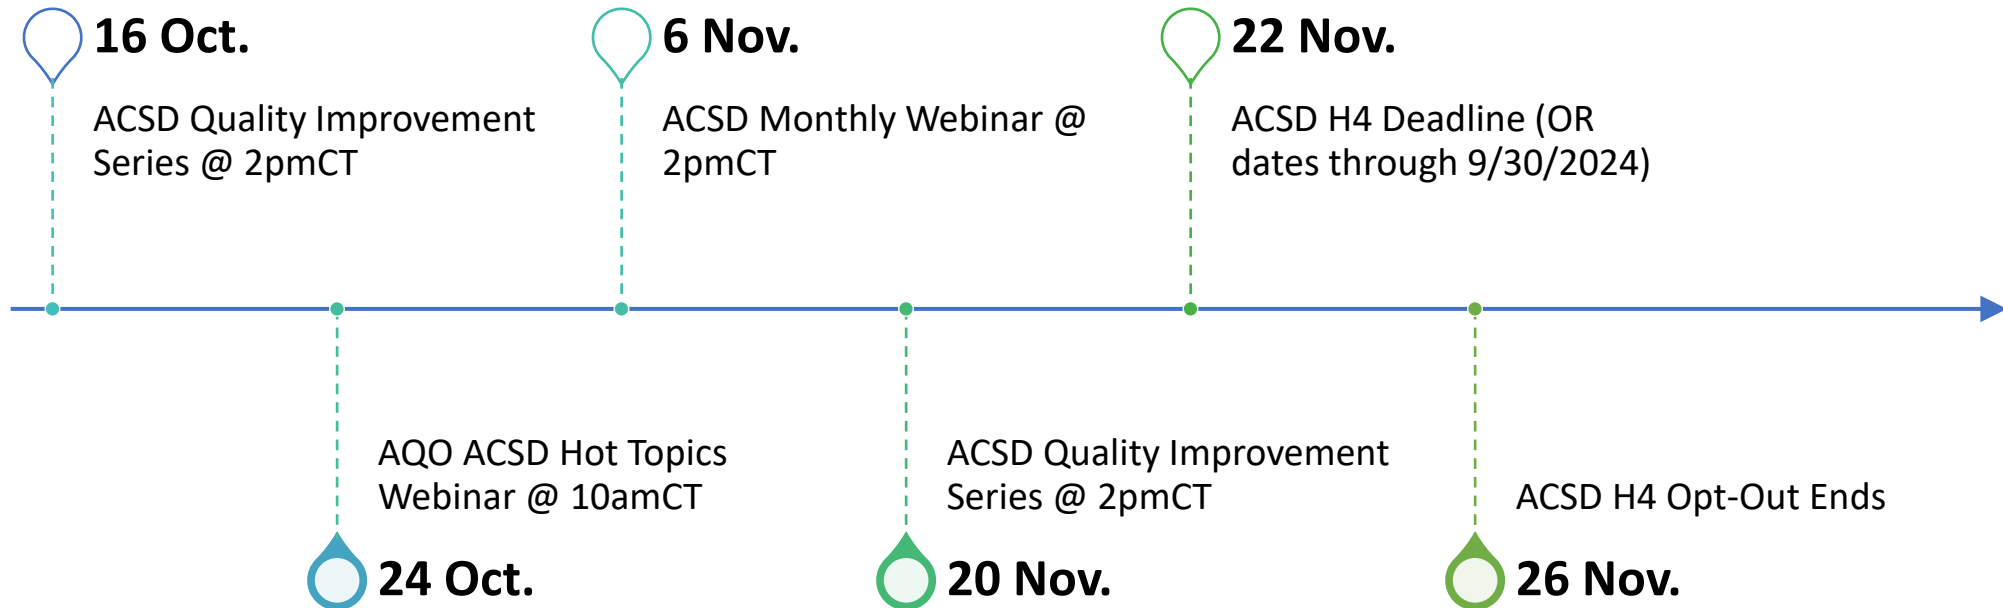 16 Oct.
ACSD Quality Improvement
Series @ 2pmCT
24 Oct.
AQO ACSD Hot Topics
Webinar @ 10amCT
6 Nov.
ACSD Monthly Webinar @
2pmCT
20 Nov.
ACSD Quality Improvement
Series @ 2pmCT
22 Nov.
ACSD H4 Deadline (OR
dates through 9/30/2024)
26 Nov.
ACSD H4 Opt-Out Ends